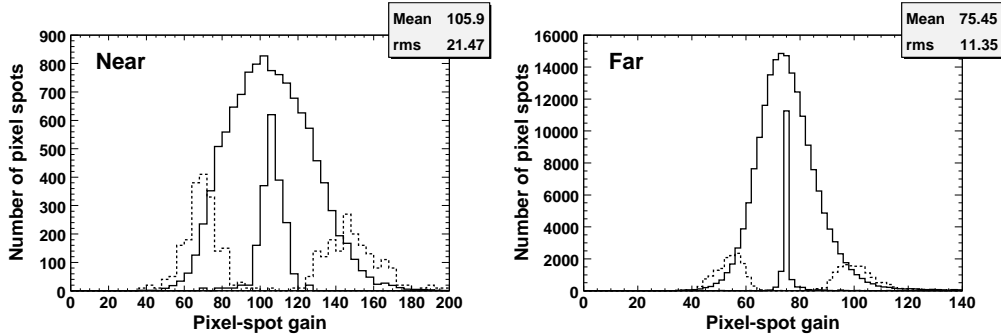 Mean 105.9
rms 21.47
Near
Number of pixel spots
900
800
700
600
500
400
300
200
100
0
0 20 40 60 80 100 120 140 160 180 200
Pixel-spot gain
Mean 75.45
rms 11.35
Far
Number of pixel spots
16000
14000
12000
10000
8000
6000
4000
2000
0
0 20 40 60 80 100 120 140
Pixel-spot gain